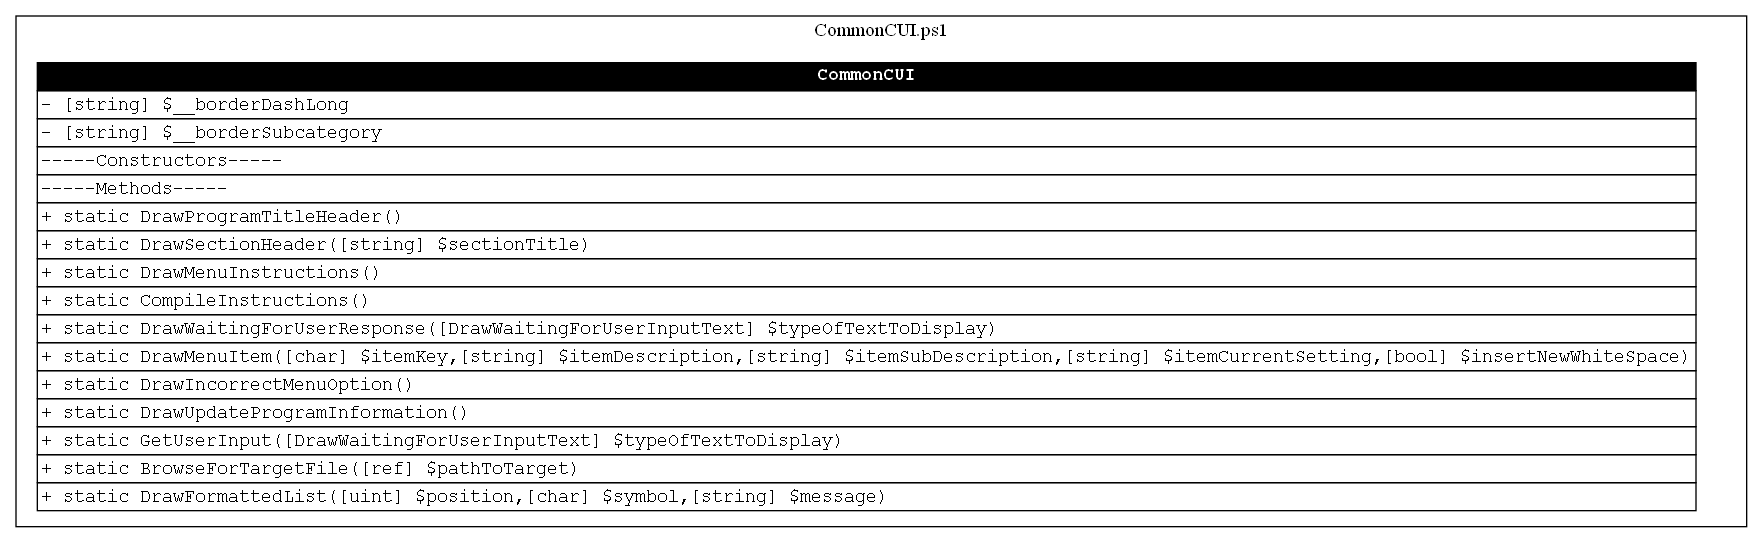 CommonCUI.ps1
CommonCUI
- [string] $__borderDashLong
- [string] $__borderSubcategory
-----Constructors-----
-----Methods-----
+ static DrawProgramTitleHeader()
+ static DrawSectionHeader([string] $sectionTitle)
+ static DrawMenuInstructions()
+ static CompileInstructions()
+ static DrawWaitingForUserResponse([DrawWaitingForUserInputText] $typeOfTextToDisplay)
+ static DrawMenuItem([char] $itemKey,[string] $itemDescription,[string] $itemSubDescription,[string] $itemCurrentSetting,[bool] $insertNewWhiteSpace)
+ static DrawIncorrectMenuOption()
+ static DrawUpdateProgramInformation()
+ static GetUserInput([DrawWaitingForUserInputText] $typeOfTextToDisplay)
+ static BrowseForTargetFile([ref] $pathToTarget)
+ static DrawFormattedList([uint] $position,[char] $symbol,[string] $message)